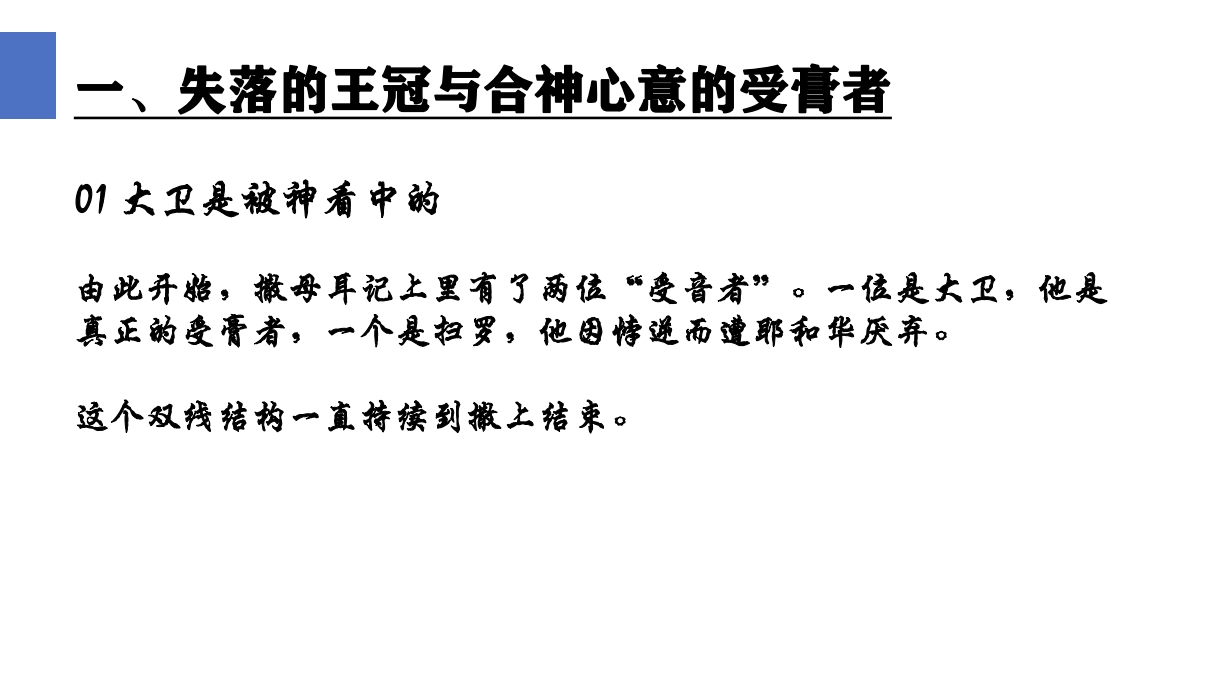 一、失落的王冠与合神心意的受膏者
01 大卫是被神看中的
由此开始，撒母耳记上里有了两位“受音者”。一位是大卫，他是
真正的受膏者，一个是扫罗，他因悖逆而遭耶和华厌弃。
这个双线结构一直持续到撒上结束。